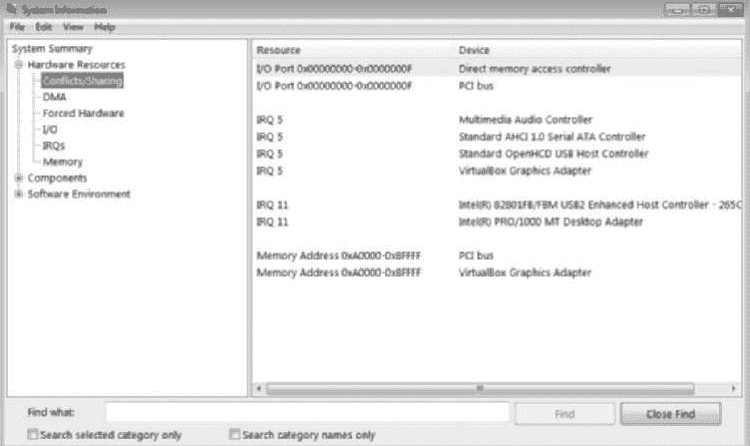 System Information
File Edit View Help
System Summary
Hardware Resources
Conflicts/Sharing
DMA
Forced Hardware
I/O
IRQs
Memory
Components
Software Environment
Resource Device
I/O Port 0x00000000-0x0000000F Direct memory access controller
I/O Port 0x00000000-0x0000000F PCI bus
IRQ 5 Multimedia Audio Controller
IRQ 5 Standard AHCI 1.0 Serial ATA Controller
IRQ 5 Standard OpenHCD USB Host Controller
IRQ 5 VirtualBox Graphics Adapter
IRQ 11 Intel(R) 82801FB/FBM USB2 Enhanced Host Controller - 265C
IRQ 11 Intel(R) PRO/1000 MT Desktop Adapter
Memory Address 0xA0000-0xBFFFF PCI bus
Memory Address 0xA0000-0xBFFFF VirtualBox Graphics Adapter
Find what: Find Close Find
Search selected category only Search category names only